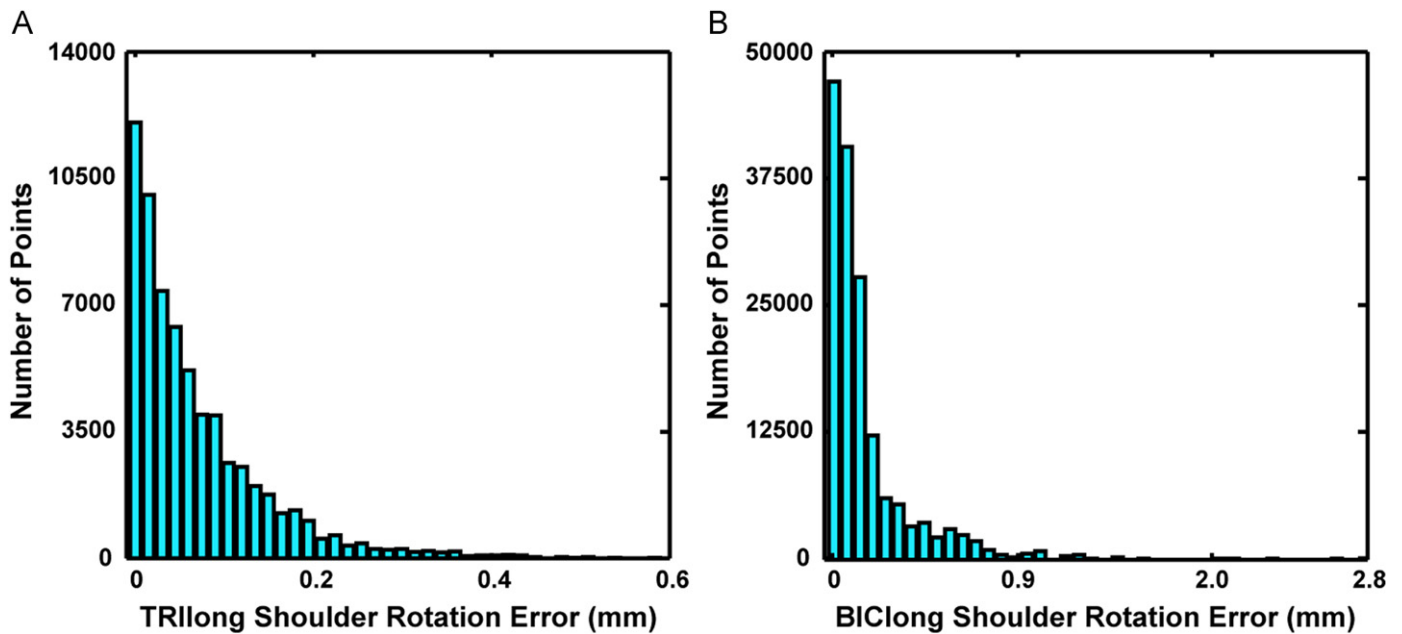 A
14000
10500
7000
3500
0
Number of Points
0 0.2 0.4 0.6
TRIlong Shoulder Rotation Error (mm)
B
50000
37500
25000
12500
0
Number of Points
0 0.9 2.0 2.8
BIClong Shoulder Rotation Error (mm)